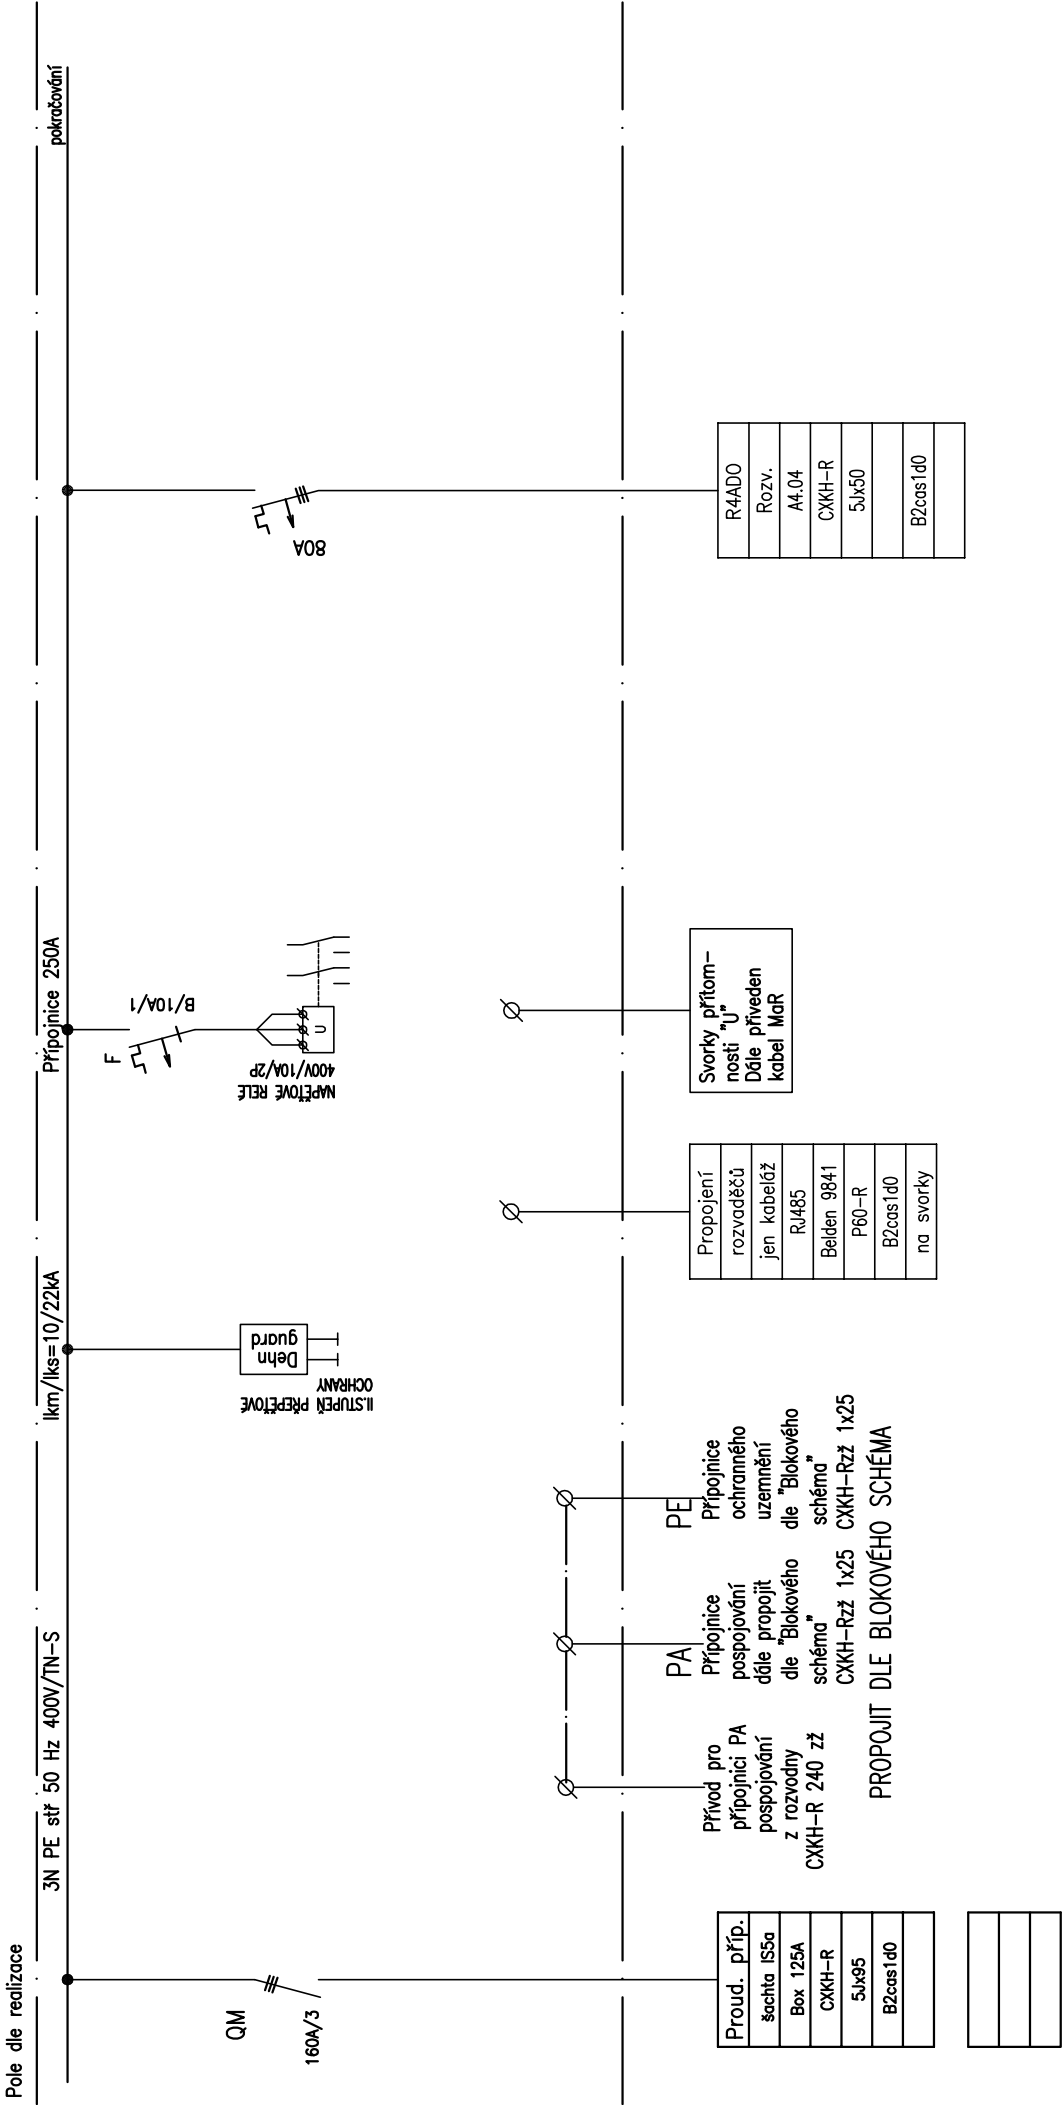 Pole dle realizace
3N PE stř 50 Hz 400V/TN-S
Ikm/Iks=10/22kA
Přípojnice 250A
pokračování
QM
160A/3
Dehn
guard
II.STUPEŇ PŘEPĚŤOVÉ
OCHRANY
F
B/10A/1
U
NAPĚŤOVÉ RELÉ
400V/10A/2P
80A
Proud. příp.
šachta IS5a
Box 125A
CXKH-R
5Jx95
B2cas1d0
Přívod pro
přípojnici PA
pospojování
z rozvodny
CXKH-R 240 zž
PA
Přípojnice
pospojování
dále propojit
dle "Blokového
schéma"
CXKH-Rzž 1x25
PE
Přípojnice
ochranného
uzemnění
dle "Blokového
schéma"
CXKH-Rzž 1x25
PROPOJIT DLE BLOKOVÉHO SCHÉMA
Propojení
rozvaděčů
jen kabeláž
RJ485
Belden 9841
P60-R
B2cas1d0
na svorky
Svorky přítom-
nosti "U"
Dále přiveden
kabel MaR
R4ADO
Rozv.
A4.04
CXKH-R
5Jx50
B2cas1d0